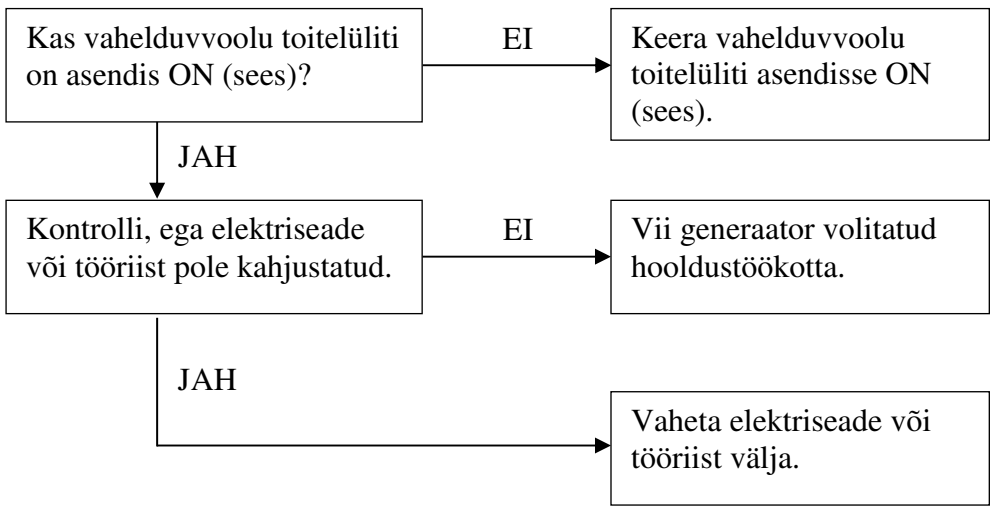 Kas vahelduvvoolu toitelüliti
on asendis ON (sees)?
EI
Keera vahelduvvoolu
toitelüliti asendisse ON
(sees).
JAH
Kontrolli, ega elektriseade
või tööriist pole kahjustatud.
EI
Vii generaator volitatud
hooldustöökotta.
JAH
Vaheta elektriseade või
tööriist välja.